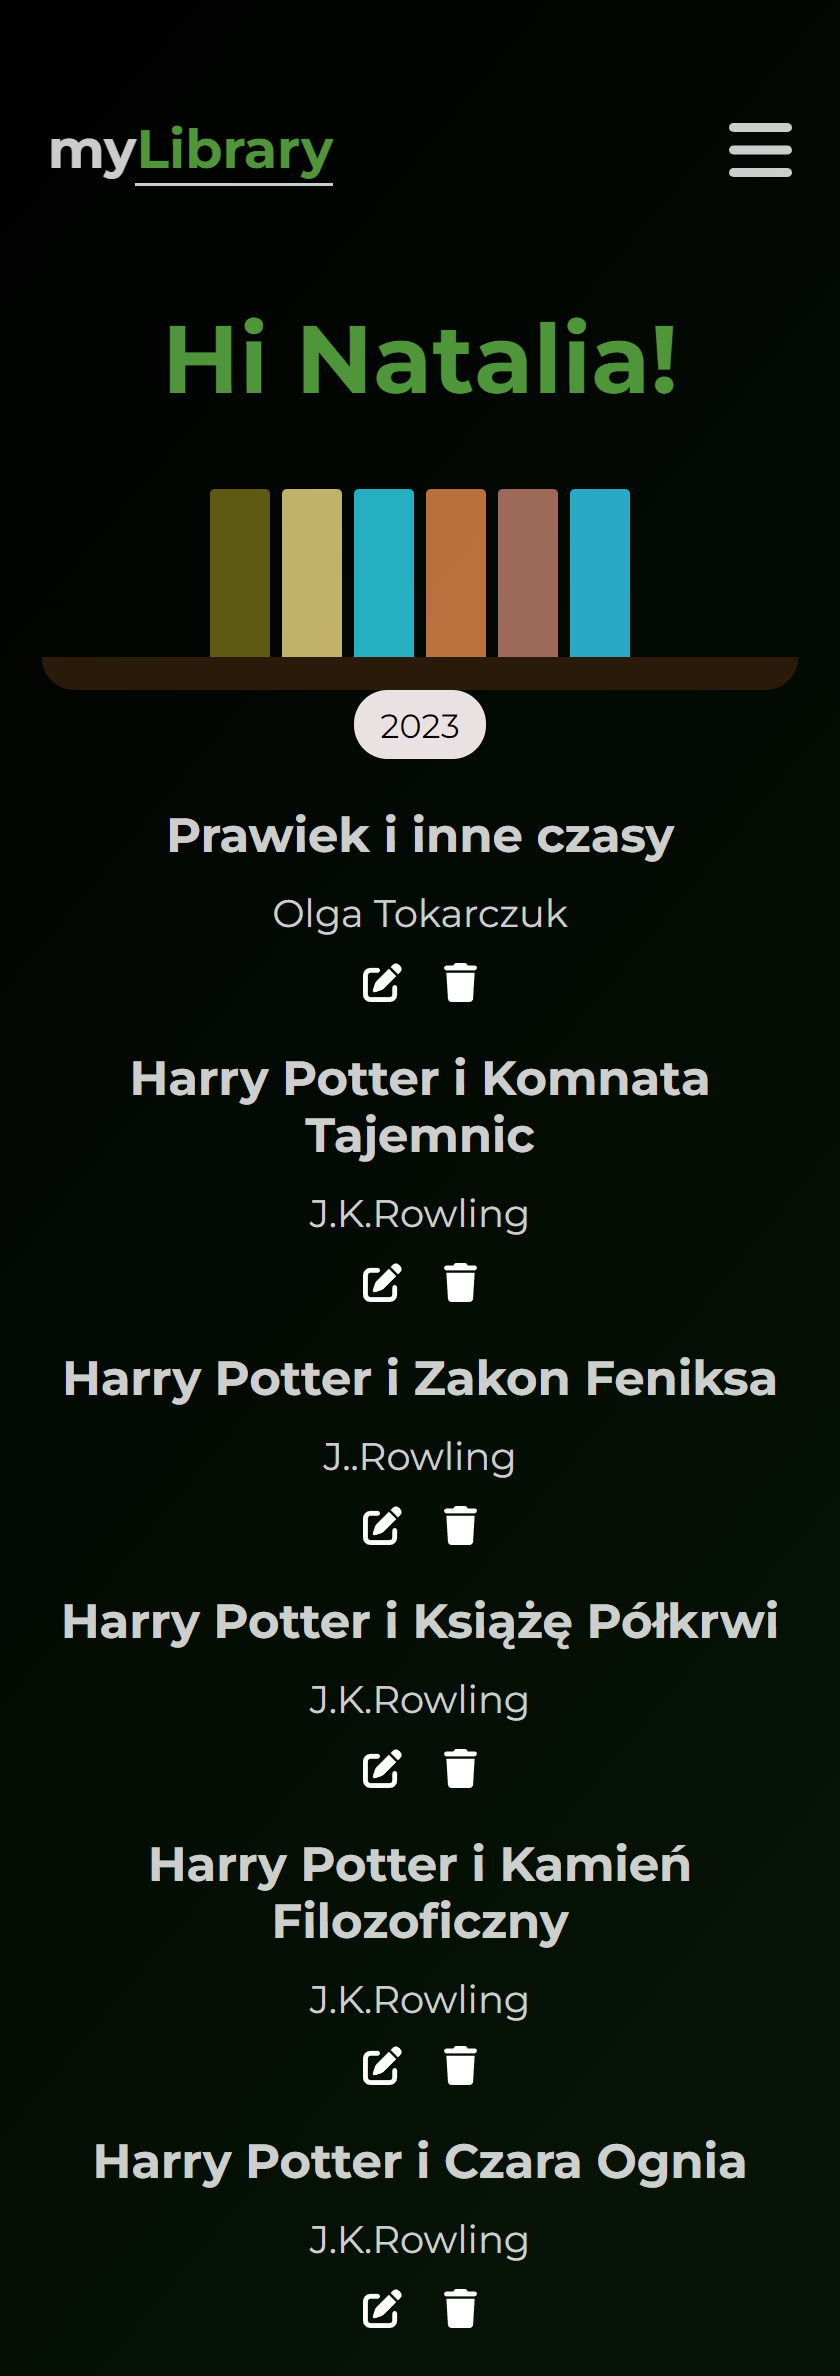 myLibrary
Hi Natalia!
2023
Prawiek i inne czasy
Olga Tokarczuk
Harry Potter i Komnata
Tajemnic
J.K.Rowling
Harry Potter i Zakon Feniksa
J..Rowling
Harry Potter i Książę Półkrwi
J.K.Rowling
Harry Potter i Kamień
Filozoficzny
J.K.Rowling
Harry Potter i Czara Ognia
J.K.Rowling